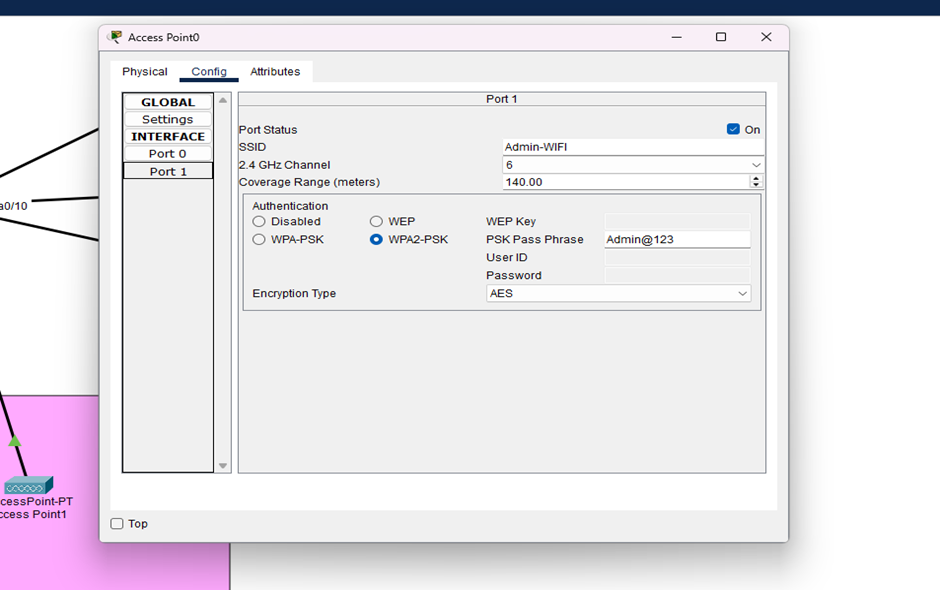 Access Point0
Physical Config Attributes
GLOBAL
Settings
INTERFACE
Port 0
Port 1
Port 1
Port Status On
SSID Admin-WIFI
2.4 GHz Channel 6
Coverage Range (meters) 140.00
Authentication
Disabled WEP WEP Key
WPA-PSK WPA2-PSK PSK Pass Phrase Admin@123
User ID
Password
Encryption Type AES
Top
a0/10
cessPoint-PT
ccess Point1